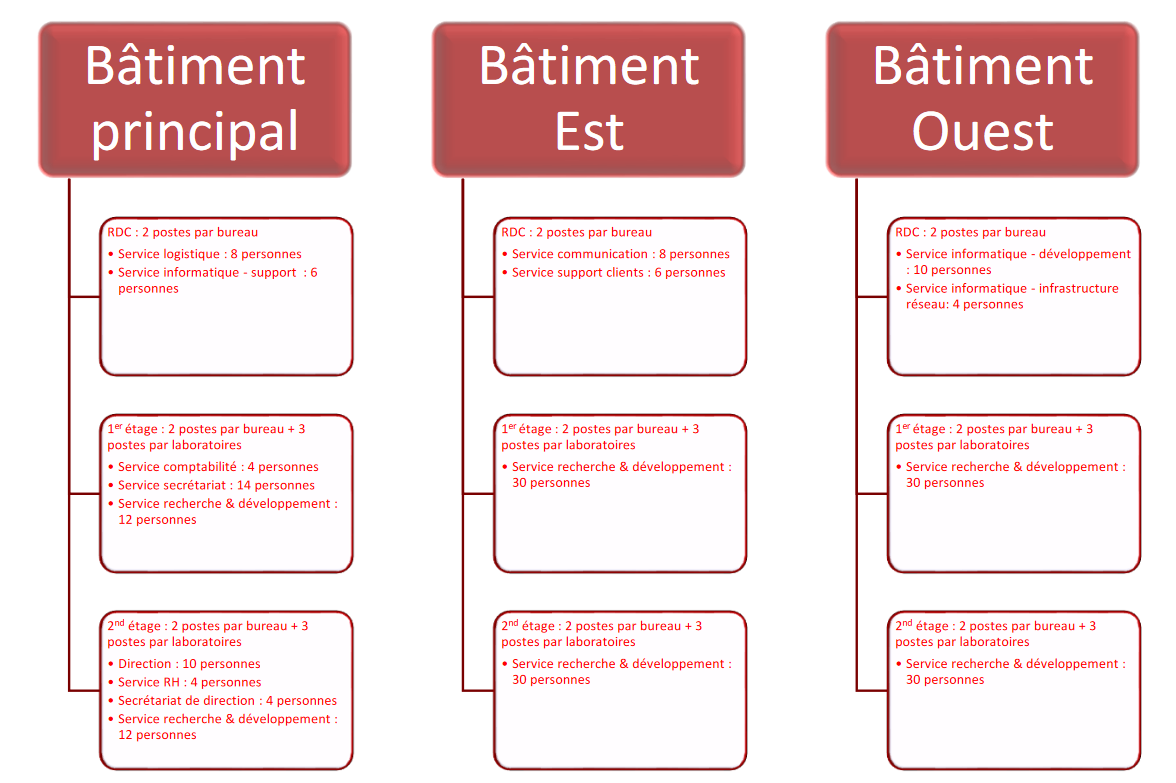 Bâtiment
principal
RDC : 2 postes par bureau
• Service logistique : 8 personnes
• Service informatique - support  : 6
personnes
1er étage : 2 postes par bureau + 3
postes par laboratoires
• Service comptabilité : 4 personnes
• Service secrétariat : 14 personnes
• Service recherche & développement :
12 personnes
2nd étage : 2 postes par bureau + 3
postes par laboratoires
• Direction : 10 personnes
• Service RH : 4 personnes
• Secrétariat de direction : 4 personnes
• Service recherche & développement :
12 personnes
Bâtiment
Est
RDC : 2 postes par bureau
• Service communication : 8 personnes
• Service support clients : 6 personnes
1er étage : 2 postes par bureau + 3
postes par laboratoires
• Service recherche & développement :
30 personnes
2nd étage : 2 postes par bureau + 3
postes par laboratoires
• Service recherche & développement :
30 personnes
Bâtiment
Ouest
RDC : 2 postes par bureau
• Service informatique - développement
: 10 personnes
• Service informatique - infrastructure
réseau: 4 personnes
1er étage : 2 postes par bureau + 3
postes par laboratoires
• Service recherche & développement :
30 personnes
2nd étage : 2 postes par bureau + 3
postes par laboratoires
• Service recherche & développement :
30 personnes